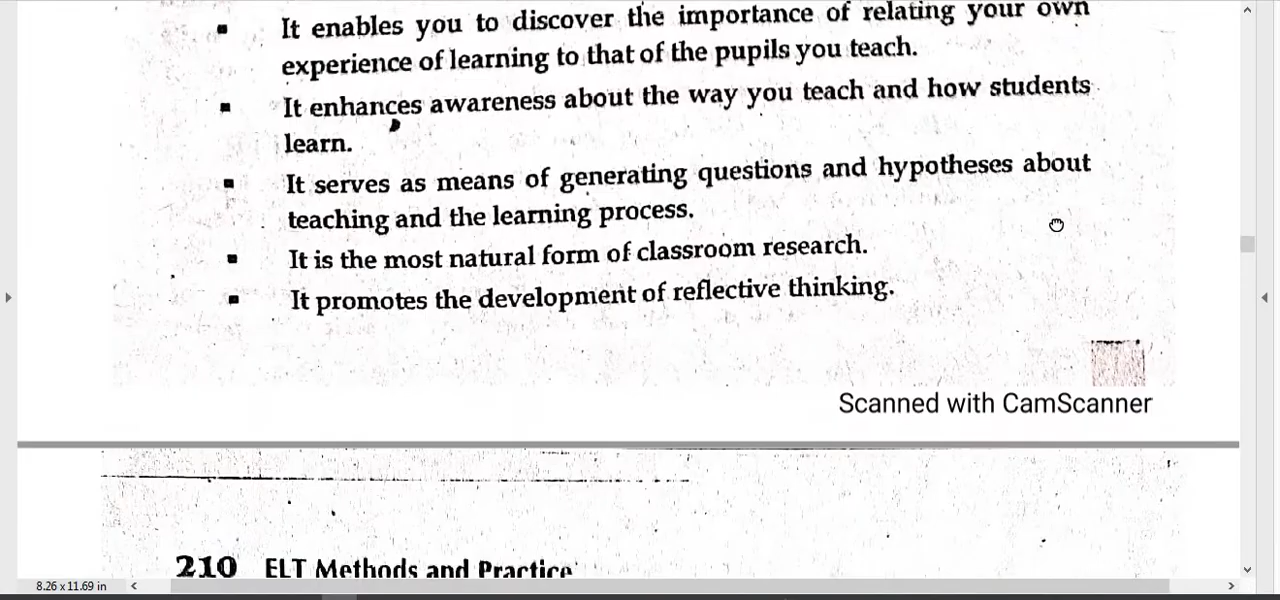 ▪ It enables you to discover the importance of relating your own
experience of learning to that of the pupils you teach.
▪ It enhances awareness about the way you teach and how students
learn.
▪ It serves as means of generating questions and hypotheses about
teaching and the learning process.
▪ It is the most natural form of classroom research.
▪ It promotes the development of reflective thinking.
Scanned with CamScanner
210 ELT Methods and Practice
8.26 x 11.69 in